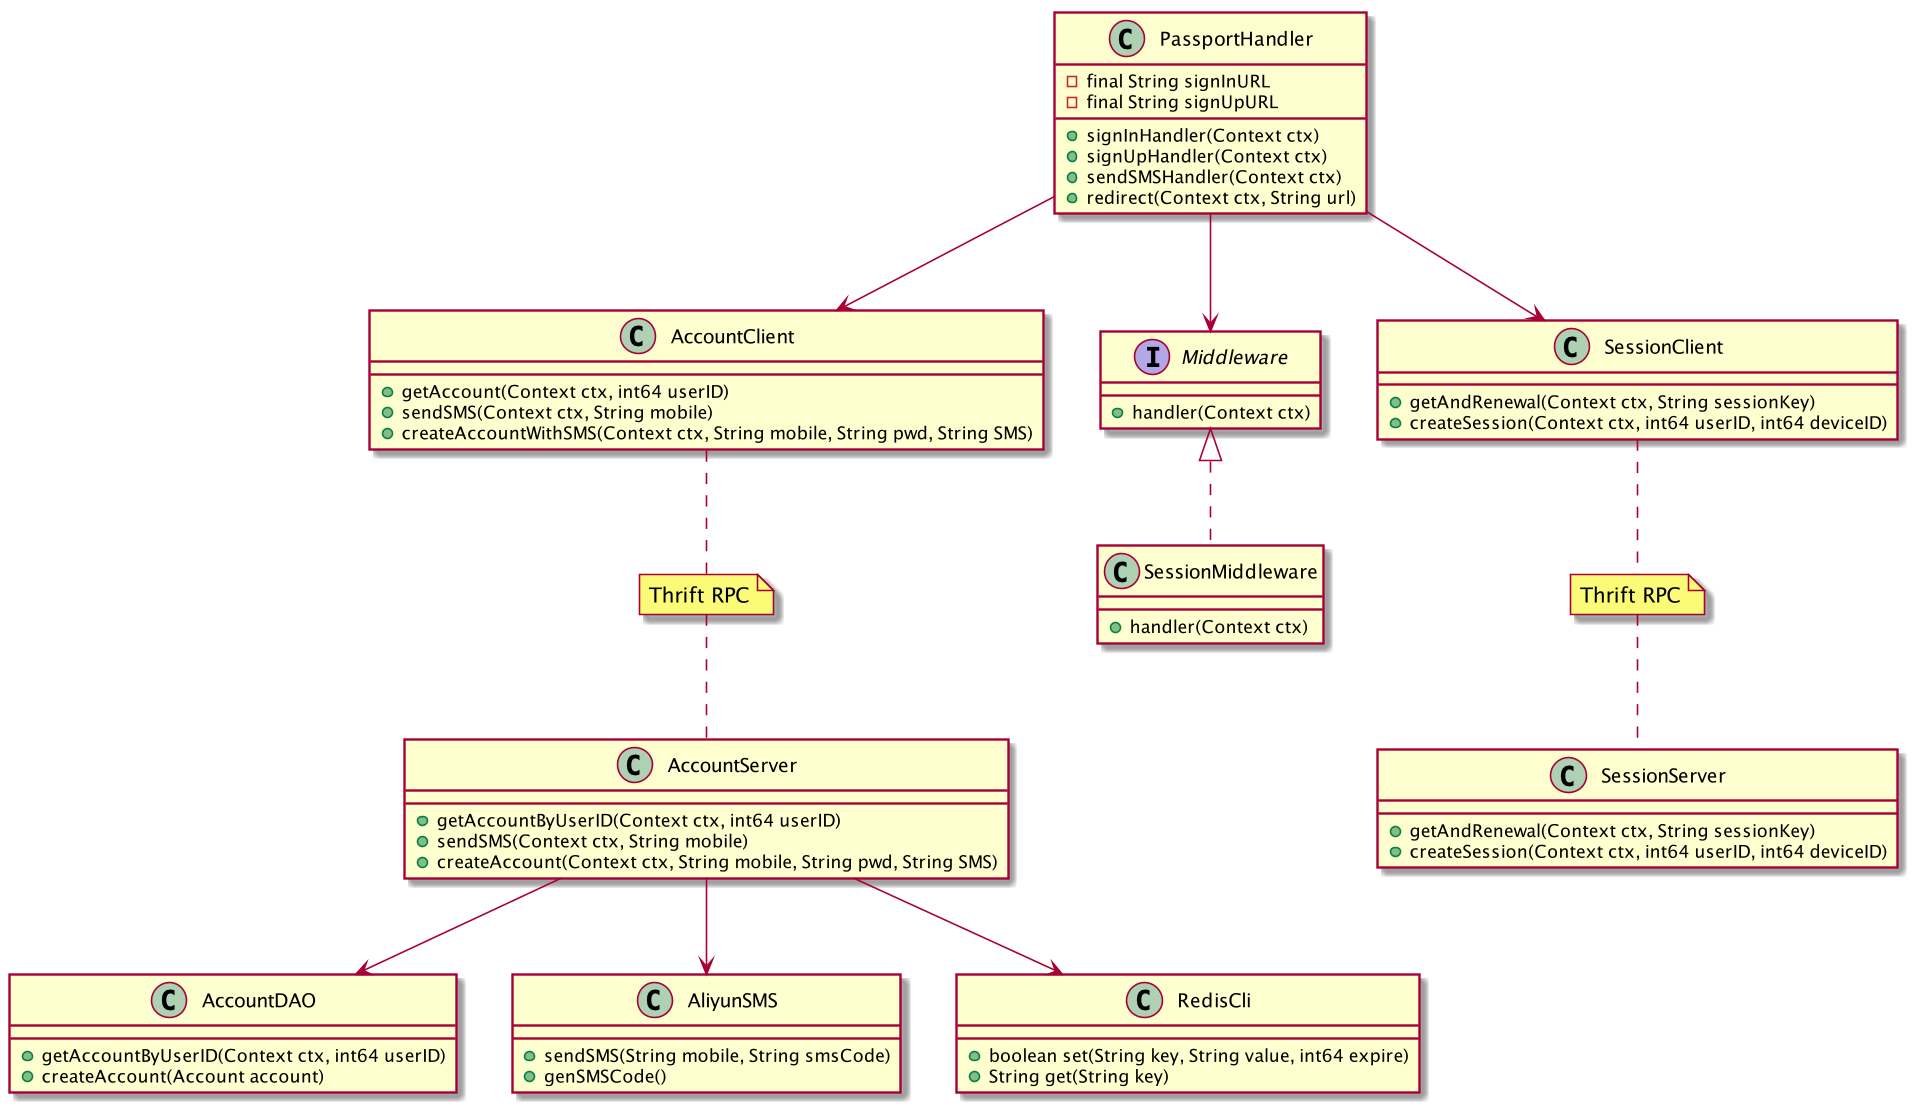 C PassportHandler
final String signInURL
final String signUpURL
signInHandler(Context ctx)
signUpHandler(Context ctx)
sendSMSHandler(Context ctx)
redirect(Context ctx, String url)
C AccountClient
getAccount(Context ctx, int64 userID)
sendSMS(Context ctx, String mobile)
createAccountWithSMS(Context ctx, String mobile, String pwd, String SMS)
I Middleware
handler(Context ctx)
C SessionClient
getAndRenewal(Context ctx, String sessionKey)
createSession(Context ctx, int64 userID, int64 deviceID)
Thrift RPC
C SessionMiddleware
handler(Context ctx)
Thrift RPC
C AccountServer
getAccountByUserID(Context ctx, int64 userID)
sendSMS(Context ctx, String mobile)
createAccount(Context ctx, String mobile, String pwd, String SMS)
C SessionServer
getAndRenewal(Context ctx, String sessionKey)
createSession(Context ctx, int64 userID, int64 deviceID)
C AccountDAO
getAccountByUserID(Context ctx, int64 userID)
createAccount(Account account)
C AliyunSMS
sendSMS(String mobile, String smsCode)
genSMSCode()
C RedisCli
boolean set(String key, String value, int64 expire)
String get(String key)